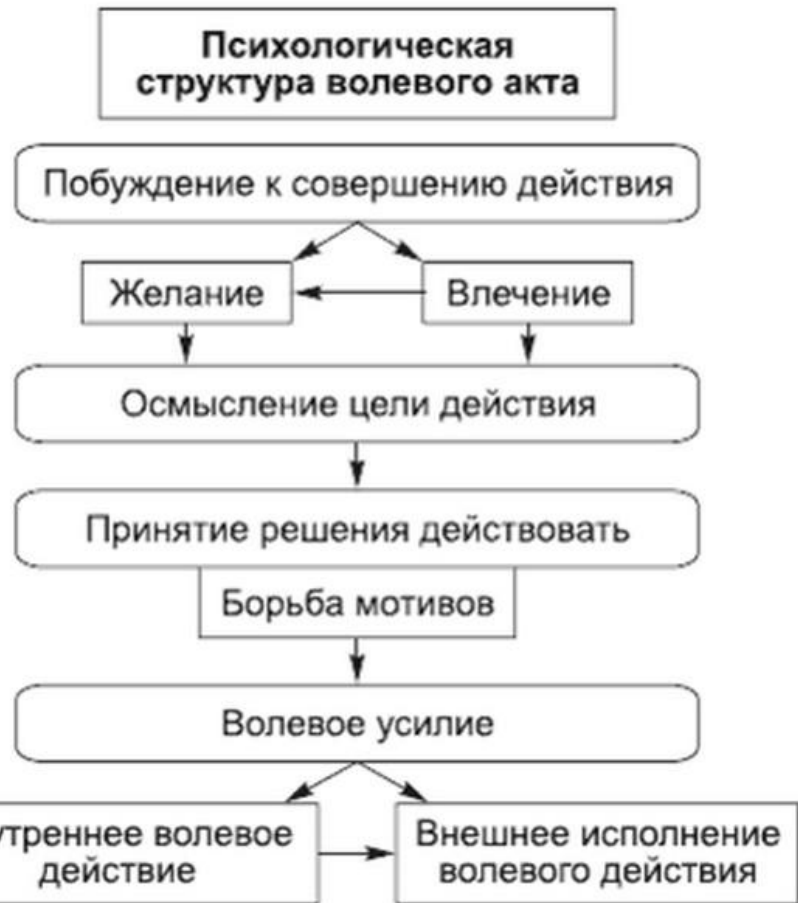 Психологическая
структура волевого акта
Побуждение к совершению действия
Желание
Влечение
Осмысление цели действия
Принятие решения действовать
Борьба мотивов
Волевое усилие
утреннее волевое
действие
Внешнее исполнение
волевого действия